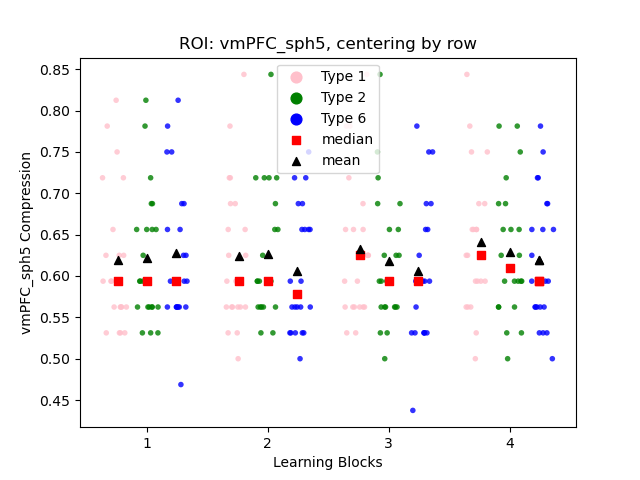 ROI: vmPFC_sph5, centering by row
0.85
0.80
0.75
0.70
0.65
0.60
0.55
0.50
0.45
vmPFC_sph5 Compression
Type 1
Type 2
Type 6
median
mean
1
2
3
4
Learning Blocks